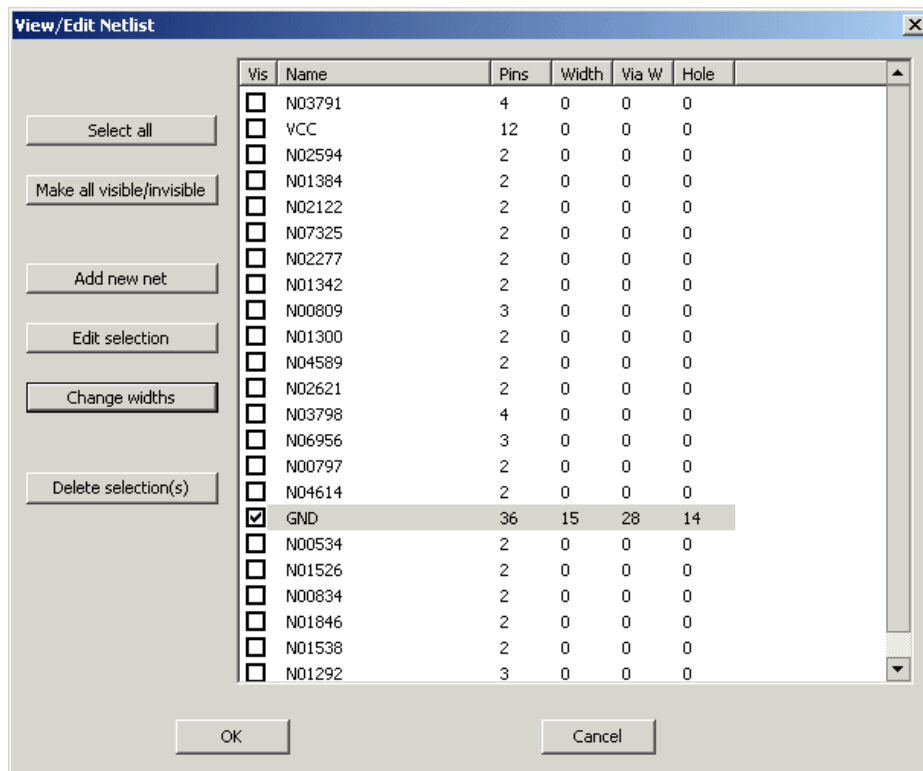 View/Edit Netlist
Vis Name Pins Width Via W Hole
N03791 4 0 0 0
Select all
VCC 12 0 0 0
N02594 2 0 0 0
N01384 2 0 0 0
Make all visible/invisible
N02122 2 0 0 0
N07325 2 0 0 0
N02277 2 0 0 0
Add new net
N01342 2 0 0 0
N00809 3 0 0 0
N01300 2 0 0 0
Edit selection
N04589 2 0 0 0
N02621 2 0 0 0
Change widths
N03798 4 0 0 0
N06956 3 0 0 0
N00797 2 0 0 0
Delete selection(s)
N04614 2 0 0 0
GND 36 15 28 14
N00534 2 0 0 0
N01526 2 0 0 0
N00834 2 0 0 0
N01846 2 0 0 0
N01538 2 0 0 0
N01292 3 0 0 0
OK Cancel